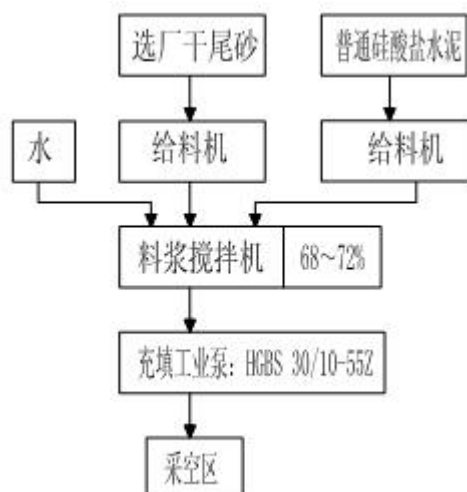 选厂干尾砂
普通硅酸盐水泥
水
给料机
给料机
料浆搅拌机
68～72%
充填工业泵: HGBS 30/10-55Z
采空区